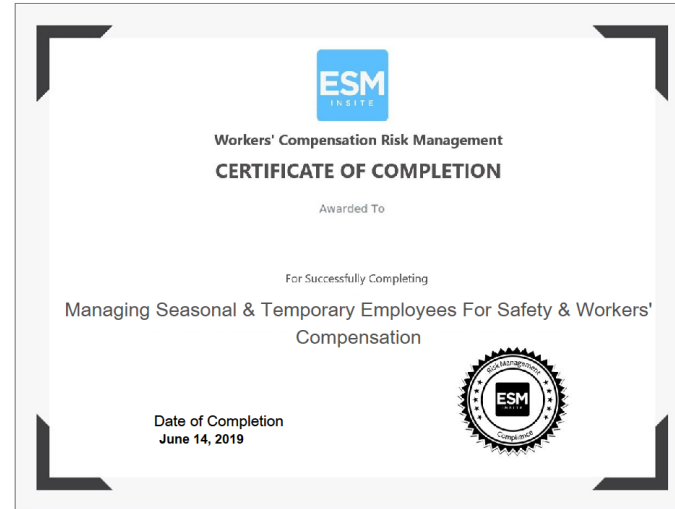 ESM
INSITE
Workers' Compensation Risk Management
CERTIFICATE OF COMPLETION
Awarded To
For Successfully Completing
Managing Seasonal & Temporary Employees For Safety & Workers'
Compensation
Risk Management
ESM
INSITE
Compliance
Date of Completion
June 14, 2019